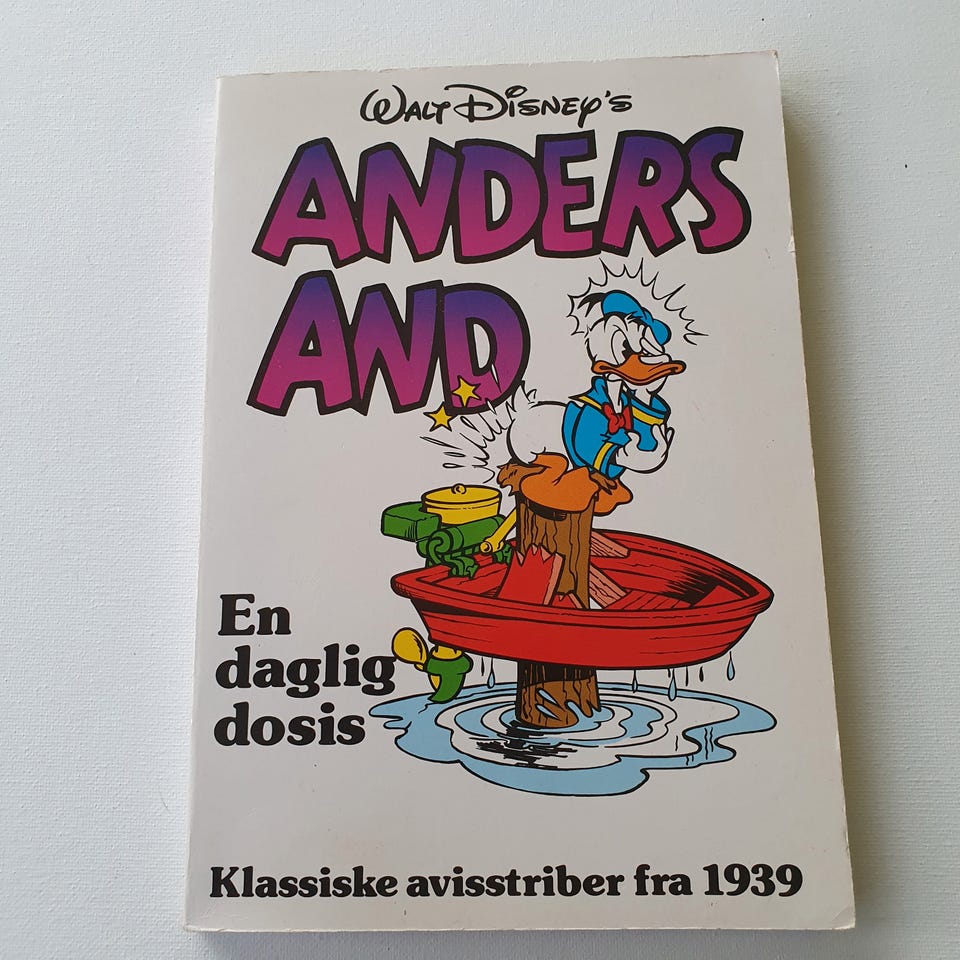 Walt Disney's
ANDERS
AND
En
daglig
dosis
Klassiske avisstriber fra 1939